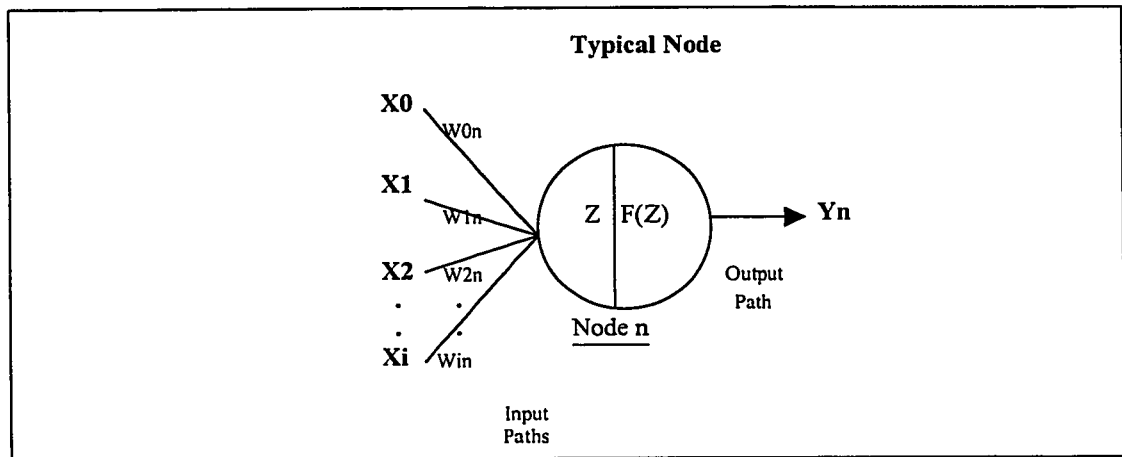 Typical Node
X0
W0n
X1
W1n
X2
W2n
Xi
Win
Z
F(Z)
Yn
Output
Path
Node n
Input
Paths